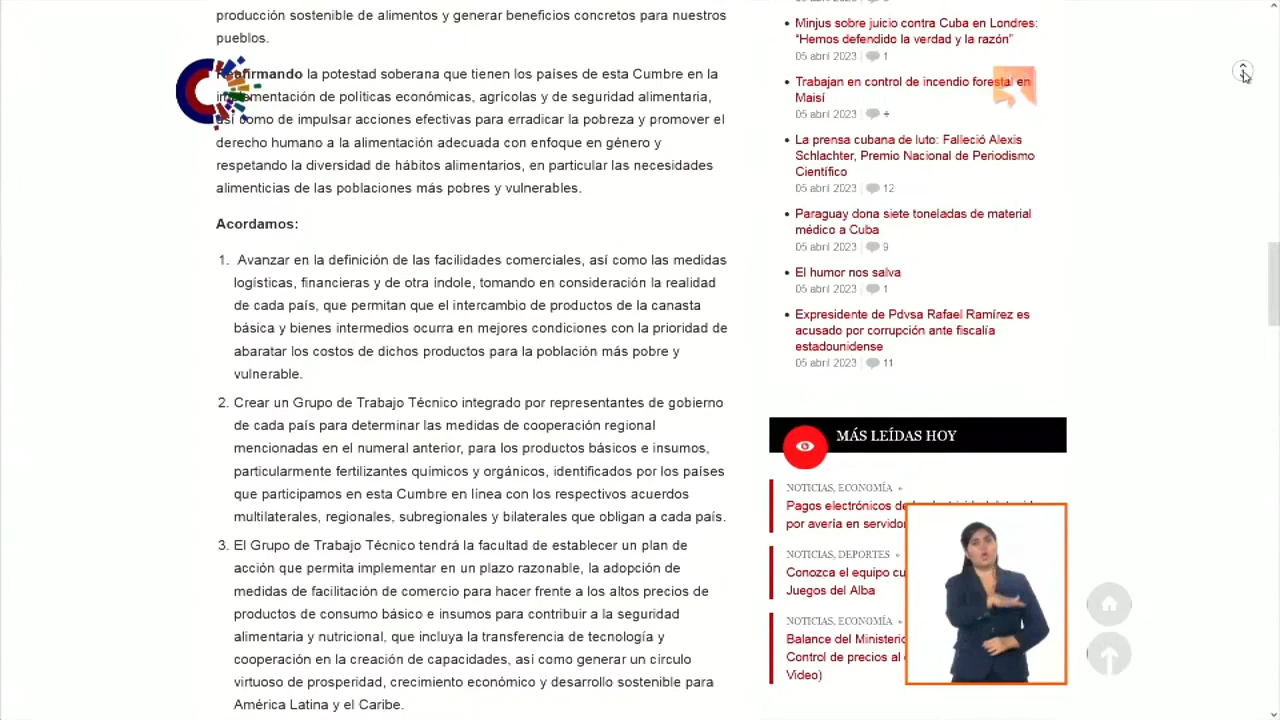 producción sostenible de alimentos y generar beneficios concretos para nuestros
pueblos.
Reafirmando la potestad soberana que tienen los países de esta Cumbre en la
implementación de políticas económicas, agrícolas y de seguridad alimentaria,
así como de impulsar acciones efectivas para erradicar la pobreza y promover el
derecho humano a la alimentación adecuada con enfoque en género y
respetando la diversidad de hábitos alimentarios, en particular las necesidades
alimenticias de las poblaciones más pobres y vulnerables.
Acordamos:
1. Avanzar en la definición de las facilidades comerciales, así como las medidas
logísticas, financieras y de otra índole, tomando en consideración la realidad
de cada país, que permitan que el intercambio de productos de la canasta
básica y bienes intermedios ocurra en mejores condiciones con la prioridad de
abaratar los costos de dichos productos para la población más pobre y
vulnerable.
2. Crear un Grupo de Trabajo Técnico integrado por representantes de gobierno
de cada país para determinar las medidas de cooperación regional
mencionadas en el numeral anterior, para los productos básicos e insumos,
particularmente fertilizantes químicos y orgánicos, identificados por los países
que participamos en esta Cumbre en línea con los respectivos acuerdos
multilaterales, regionales, subregionales y bilaterales que obligan a cada país.
3. El Grupo de Trabajo Técnico tendrá la facultad de establecer un plan de
acción que permita implementar en un plazo razonable, la adopción de
medidas de facilitación de comercio para hacer frente a los altos precios de
productos de consumo básico e insumos para contribuir a la seguridad
alimentaria y nutricional, que incluya la transferencia de tecnología y
cooperación en la creación de capacidades, así como generar un círculo
virtuoso de prosperidad, crecimiento económico y desarrollo sostenible para
América Latina y el Caribe.
Minjus sobre juicio contra Cuba en Londres:
“Hemos defendido la verdad y la razón”
05 abril 2023 | 1
Trabajan en control de incendio forestal en
Maisí
05 abril 2023 | +
La prensa cubana de luto: Falleció Alexis
Schlachter, Premio Nacional de Periodismo
Científico
05 abril 2023 | 12
Paraguay dona siete toneladas de material
médico a Cuba
05 abril 2023 | 9
El humor nos salva
05 abril 2023 | 1
Expresidente de Pdvsa Rafael Ramírez es
acusado por corrupción ante fiscalía
estadounidense
05 abril 2023 | 11
MÁS LEÍDAS HOY
NOTICIAS, ECONOMÍA +
Pagos electrónicos de
por avería en servidor
NOTICIAS, DEPORTES +
Conozca el equipo cu
Juegos del Alba
NOTICIAS, ECONOMÍA +
Balance del Ministerio
Control de precios al
Video)